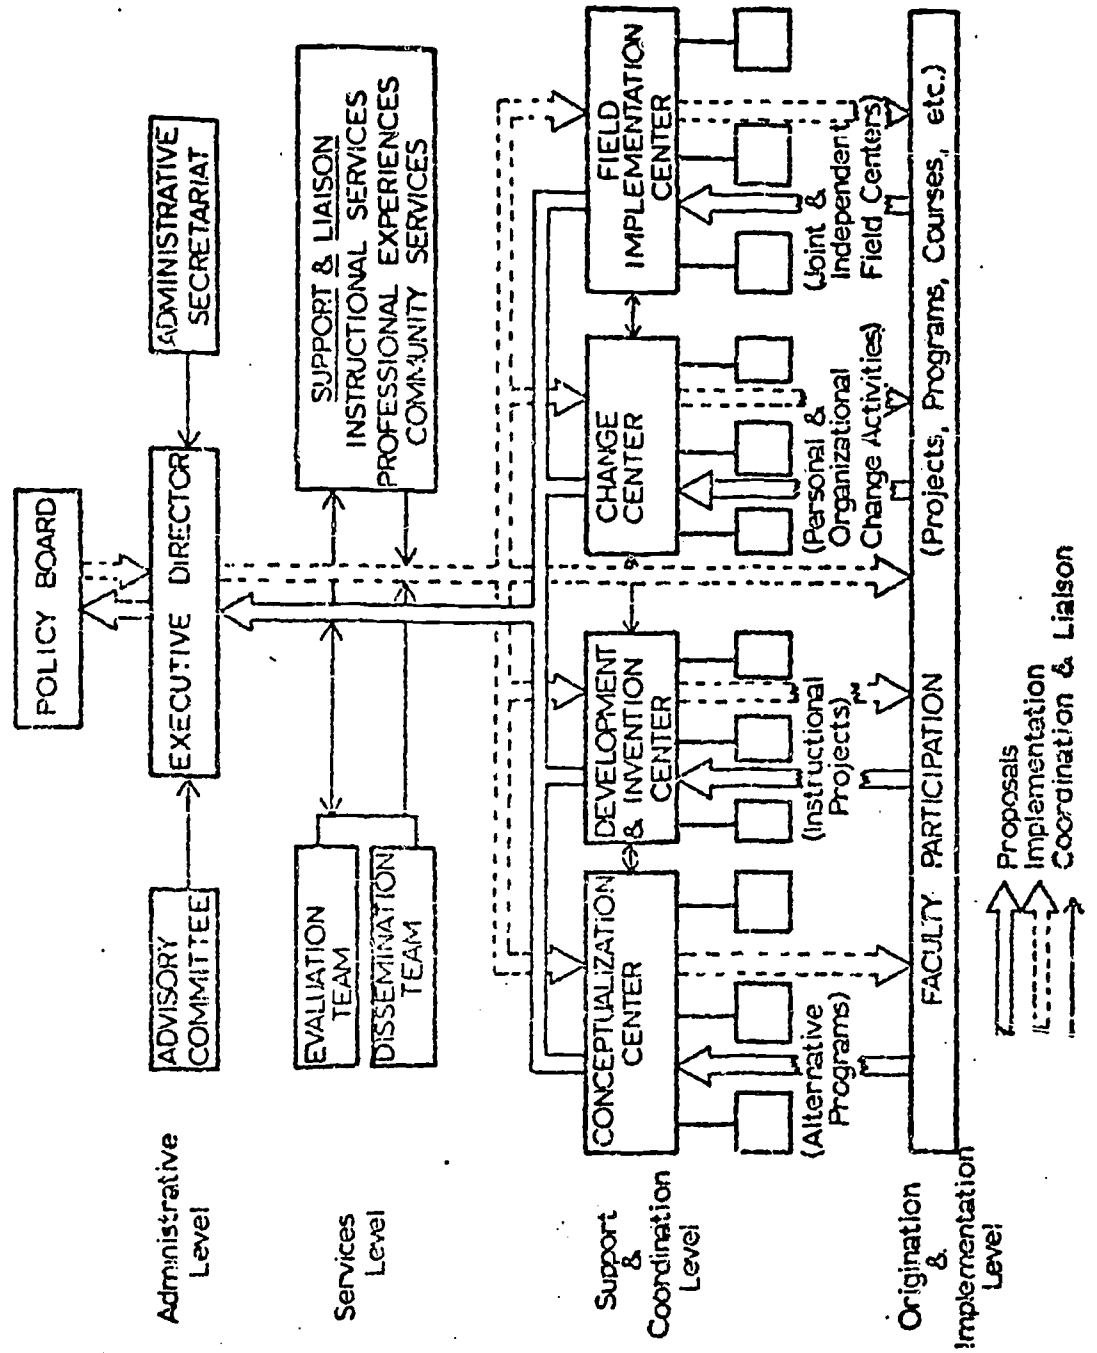 POLICY BOARD
Administrative
Level
ADVISORY
COMMITTEE
EXECUTIVE DIRECTOR
ADMINISTRATIVE
SECRETARIAT
Services
Level
EVALUATION
TEAM
DISSEMINATION
TEAM
SUPPORT & LIAISON
INSTRUCTIONAL SERVICES
PROFESSIONAL EXPERIENCES
COMMUNITY SERVICES
Support
&
Coordination
Level
CONCEPTUALIZATION
CENTER
DEVELOPMENT
& INVENTION
CENTER
CHANGE
CENTER
FIELD
IMPLEMENTATION
CENTER
(Alternative
Programs)
(Instructional
Projects)
(Personal &
Organizational
Change Activities)
(Joint &
Independent
Field Centers)
Origination
&
Implementation
Level
FACULTY PARTICIPATION (Projects, Programs, Courses, etc.)
Proposals
Implementation
Coordination & Liaison